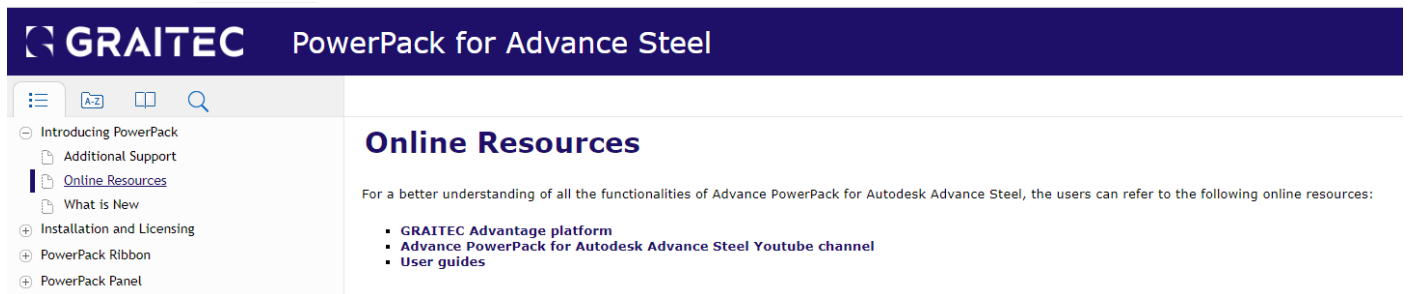 GRAITEC PowerPack for Advance Steel
A-Z
Introducing PowerPack
Additional Support
Online Resources
What is New
Installation and Licensing
PowerPack Ribbon
PowerPack Panel
Online Resources
For a better understanding of all the functionalities of Advance PowerPack for Autodesk Advance Steel, the users can refer to the following online resources:
GRAITEC Advantage platform
Advance PowerPack for Autodesk Advance Steel Youtube channel
User guides